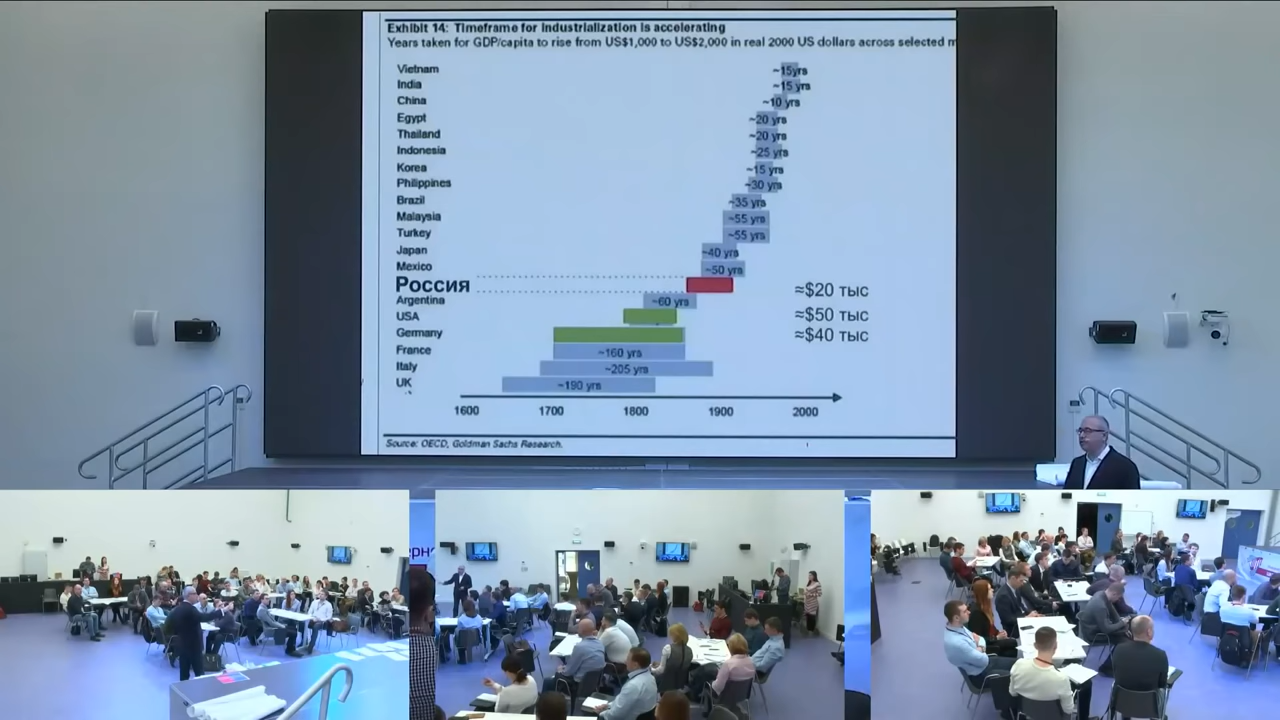 Exhibit 14: Timeframe for industrialization is accelerating
Years taken for GDP/capita to rise from US$1,000 to US$2,000 in real 2000 US dollars across selected m
Vietnam ~15yrs
India ~15 yrs
China ~10 yrs
Egypt ~20 yrs
Thailand ~20 yrs
Indonesia ~25 yrs
Korea ~15 yrs
Philippines ~30 yrs
Brazil ~35 yrs
Malaysia ~55 yrs
Turkey ~55 yrs
Japan ~40 yrs
Mexico ~50 yrs
Россия ≈$20 тыс
Argentina ~60 yrs
USA ≈$50 тыс
Germany ≈$40 тыс
France ~160 yrs
Italy ~205 yrs
UK ~190 yrs
1600 1700 1800 1900 2000
Source: OECD, Goldman Sachs Research.